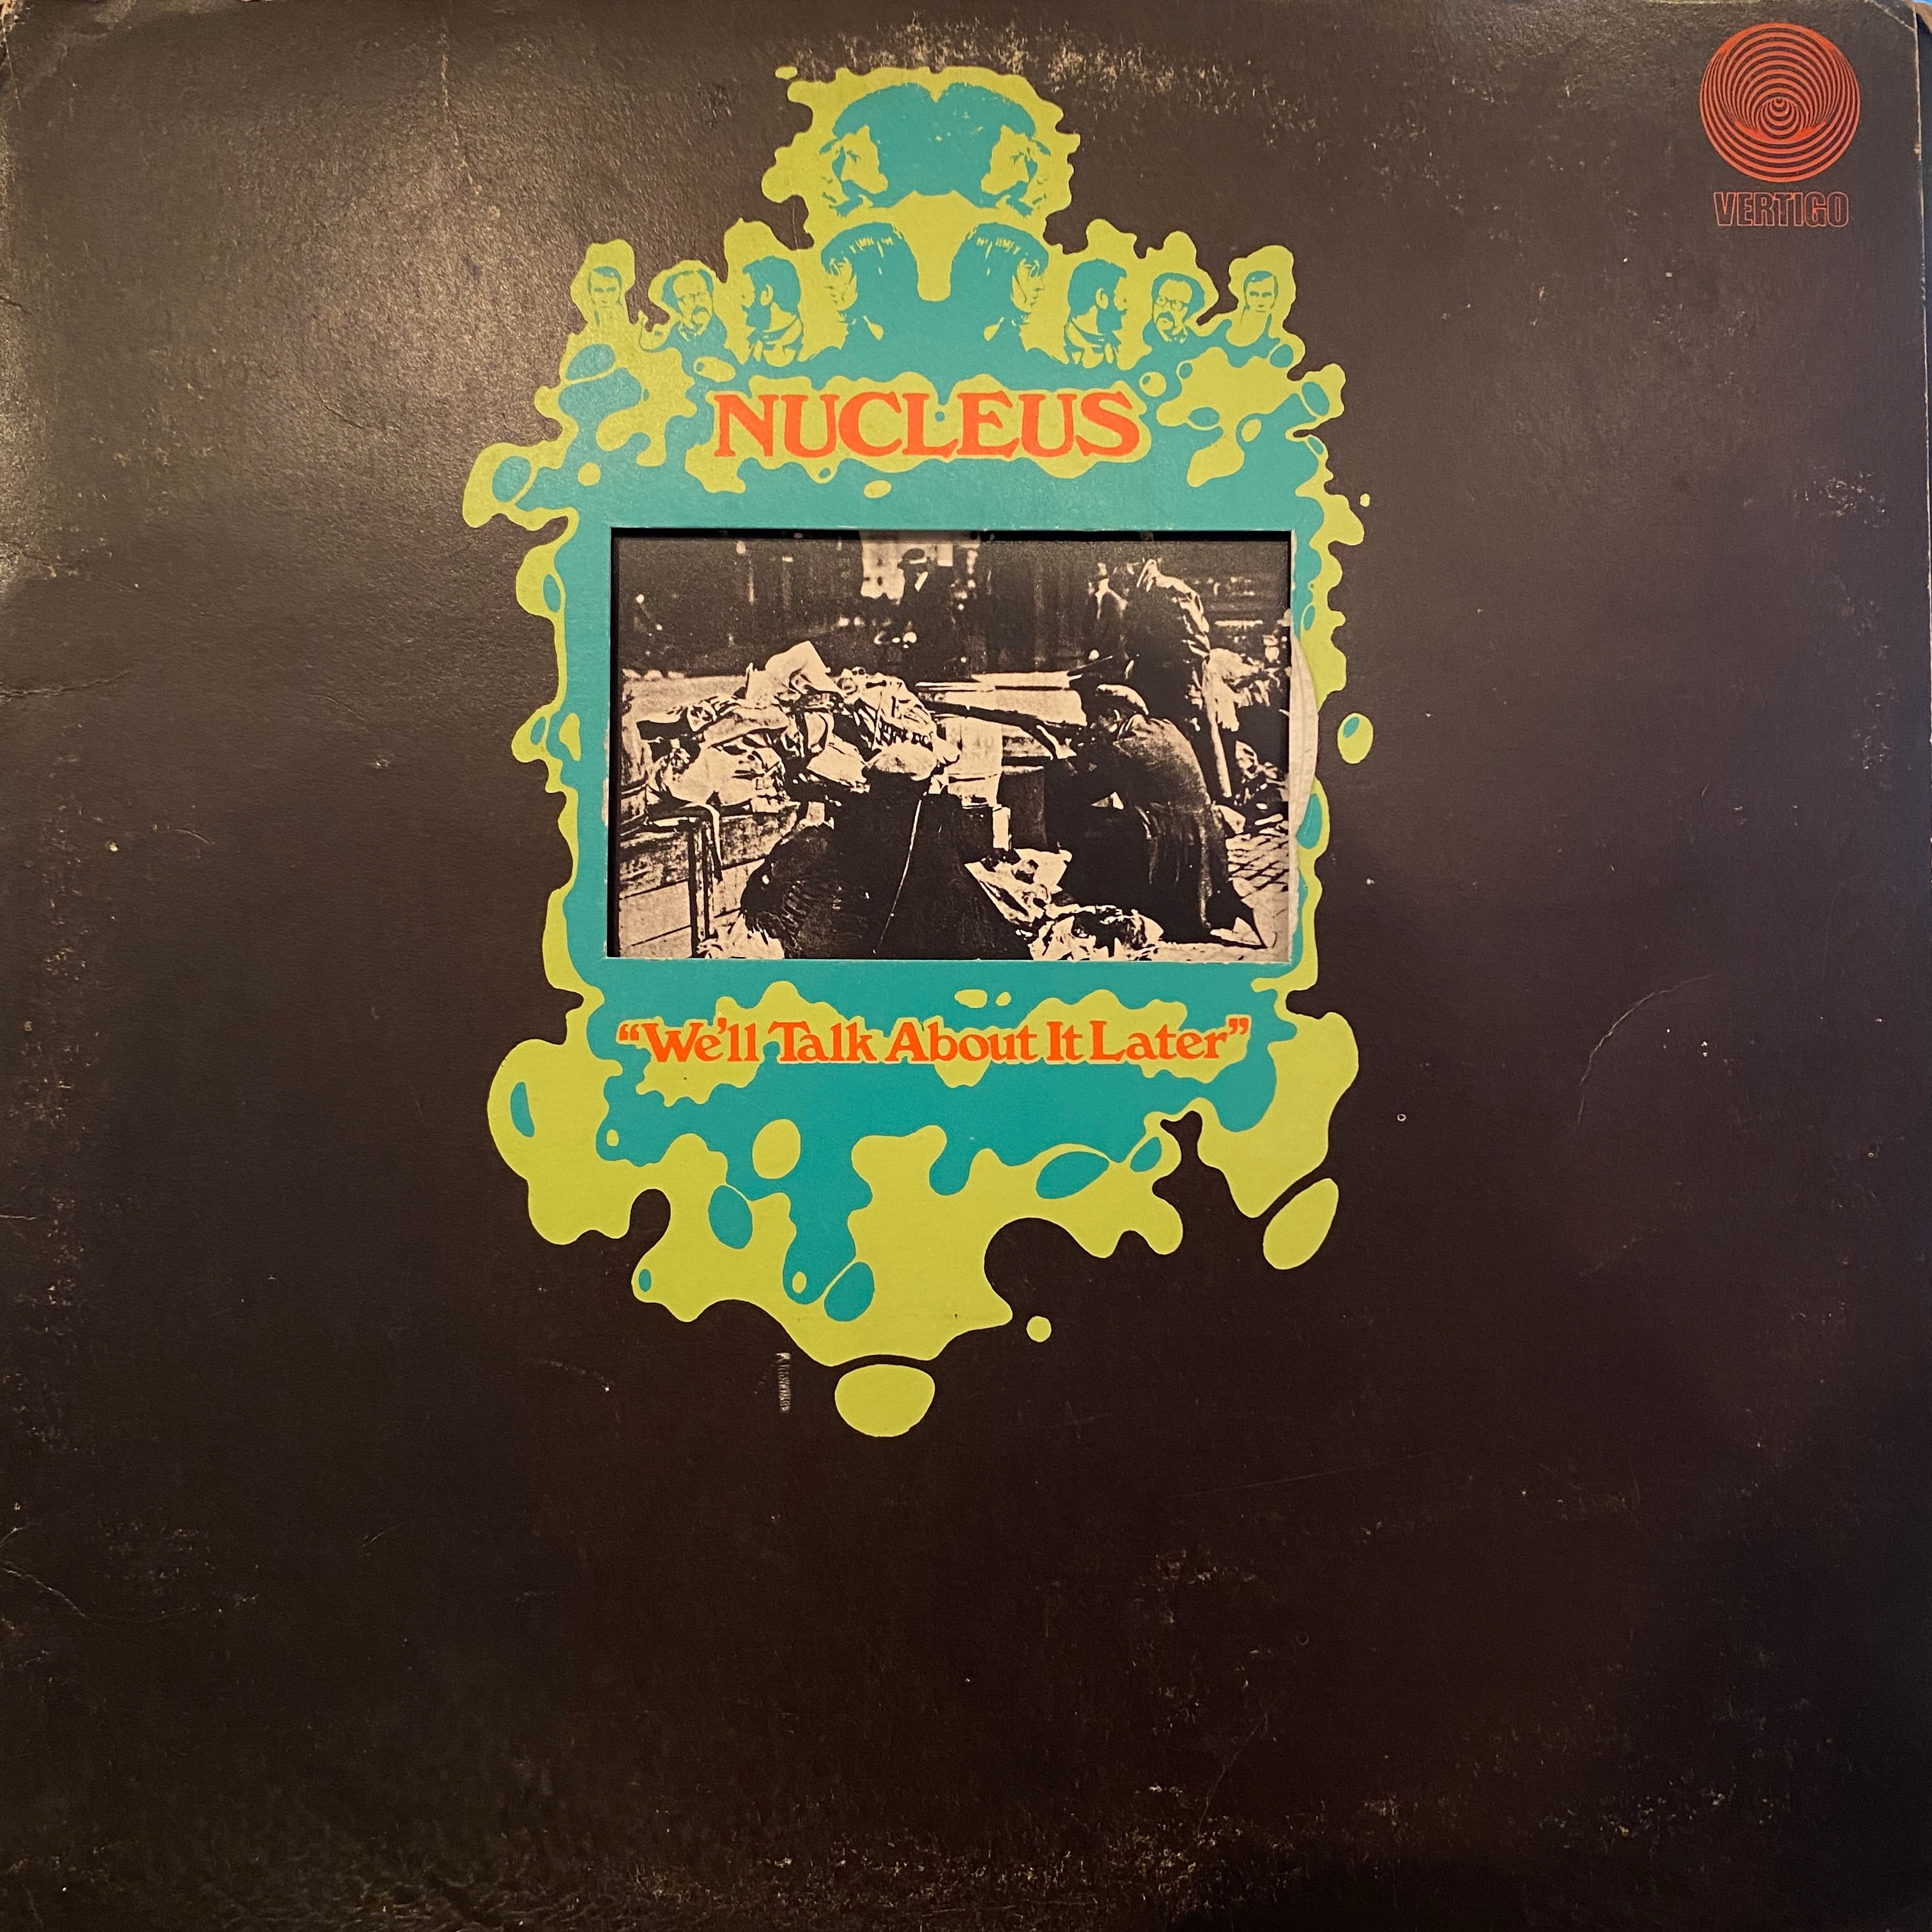 VERTIGO
NUCLEUS
“We’ll Talk About It Later”